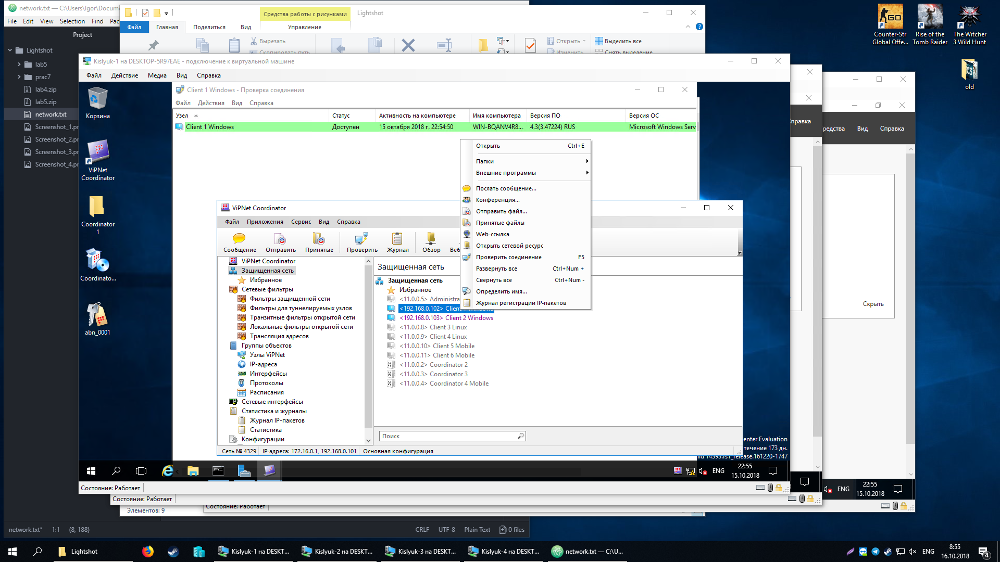 network.txt — C:\Users\Igor\Docume
File Edit View Selection Find Pac
Project
Lightshot
lab5
prac7
lab4.zip
lab5.zip
network.txt
Screenshot_1.pr
Screenshot_2.pr
Screenshot_3.pr
Screenshot_4.pr
network.txt* 1:1 (8, 188)
CRLF UTF-8 Plain Text 0 files
Средства работы с рисунками
Lightshot
Файл Главная Поделиться Вид Управление
Вырезать
Скопировать путь
Открыть
Изменить
Выделить все
Снять выделение
Counter-Str
Global Offe...
Rise of the
Tomb Raider
The Witcher
3 Wild Hunt
old
Kislyuk-1 на DESKTOP-5R97EAE - подключение к виртуальной машине
Файл Действие Медиа Вид Справка
Корзина
ViPNet
Coordinator
Coordinator
1
Coordinato...
abn_0001
Client 1 Windows - Проверка соединения
Файл Действия Вид Справка
Узел Статус Активность на компьютере Имя компьютера Версия ПО Версия ОС
Client 1 Windows Доступен 15 октября 2018 г. 22:54:50 WIN-BQANV4R8... 4.3(3.47224) RUS Microsoft Windows Serv
Открыть Ctrl+E
Папки
Внешние программы
Послать сообщение...
Конференция...
Отправить файл...
Принятые файлы
Web-ссылка
Открыть сетевой ресурс
Проверить соединение F5
Развернуть все Ctrl+Num +
Свернуть все Ctrl+Num -
Определить имя...
Журнал регистрации IP-пакетов
ViPNet Coordinator
Файл Приложения Сервис Вид Справка
Сообщение Отправить Принятые Проверить Журнал Обзор Веб
ViPNet Coordinator
Защищенная сеть
Избранное
Сетевые фильтры
Фильтры защищенной сети
Фильтры для туннелируемых узлов
Транзитные фильтры открытой сети
Локальные фильтры открытой сети
Трансляция адресов
Группы объектов
Узлы ViPNet
IP-адреса
Интерфейсы
Протоколы
Расписания
Сетевые интерфейсы
Статистика и журналы
Журнал IP-пакетов
Статистика
Конфигурации
Защищенная сеть
Защищенная сеть
Избранное
<11.0.0.5> Administra
<192.168.0.102> Client 1 Windows
<192.168.0.103> Client 2 Windows
<11.0.0.8> Client 3 Linux
<11.0.0.9> Client 4 Linux
<11.0.0.10> Client 5 Mobile
<11.0.0.11> Client 6 Mobile
<11.0.0.2> Coordinator 2
<11.0.0.3> Coordinator 3
<11.0.0.4> Coordinator 4 Mobile
Поиск
Сеть № 4329 IP-адреса: 172.16.0.1, 192.168.0.101 Основная конфигурация
enter Evaluation
течение 173 дн.
14393.rs1_release.161220-1747
ENG 22:55
15.10.2018
Состояние: Работает
Состояние: Работает
Состояние: Работает
Элементов: 9
правка
редства Вид Справка
Скрыть
ENG 22:55
15.10.2018
Lightshot
Kislyuk-1 на DESKT...
Kislyuk-2 на DESKT...
Kislyuk-3 на DESKT...
Kislyuk-4 на DESKT...
network.txt — C:\U...
ENG 8:55
16.10.2018
4